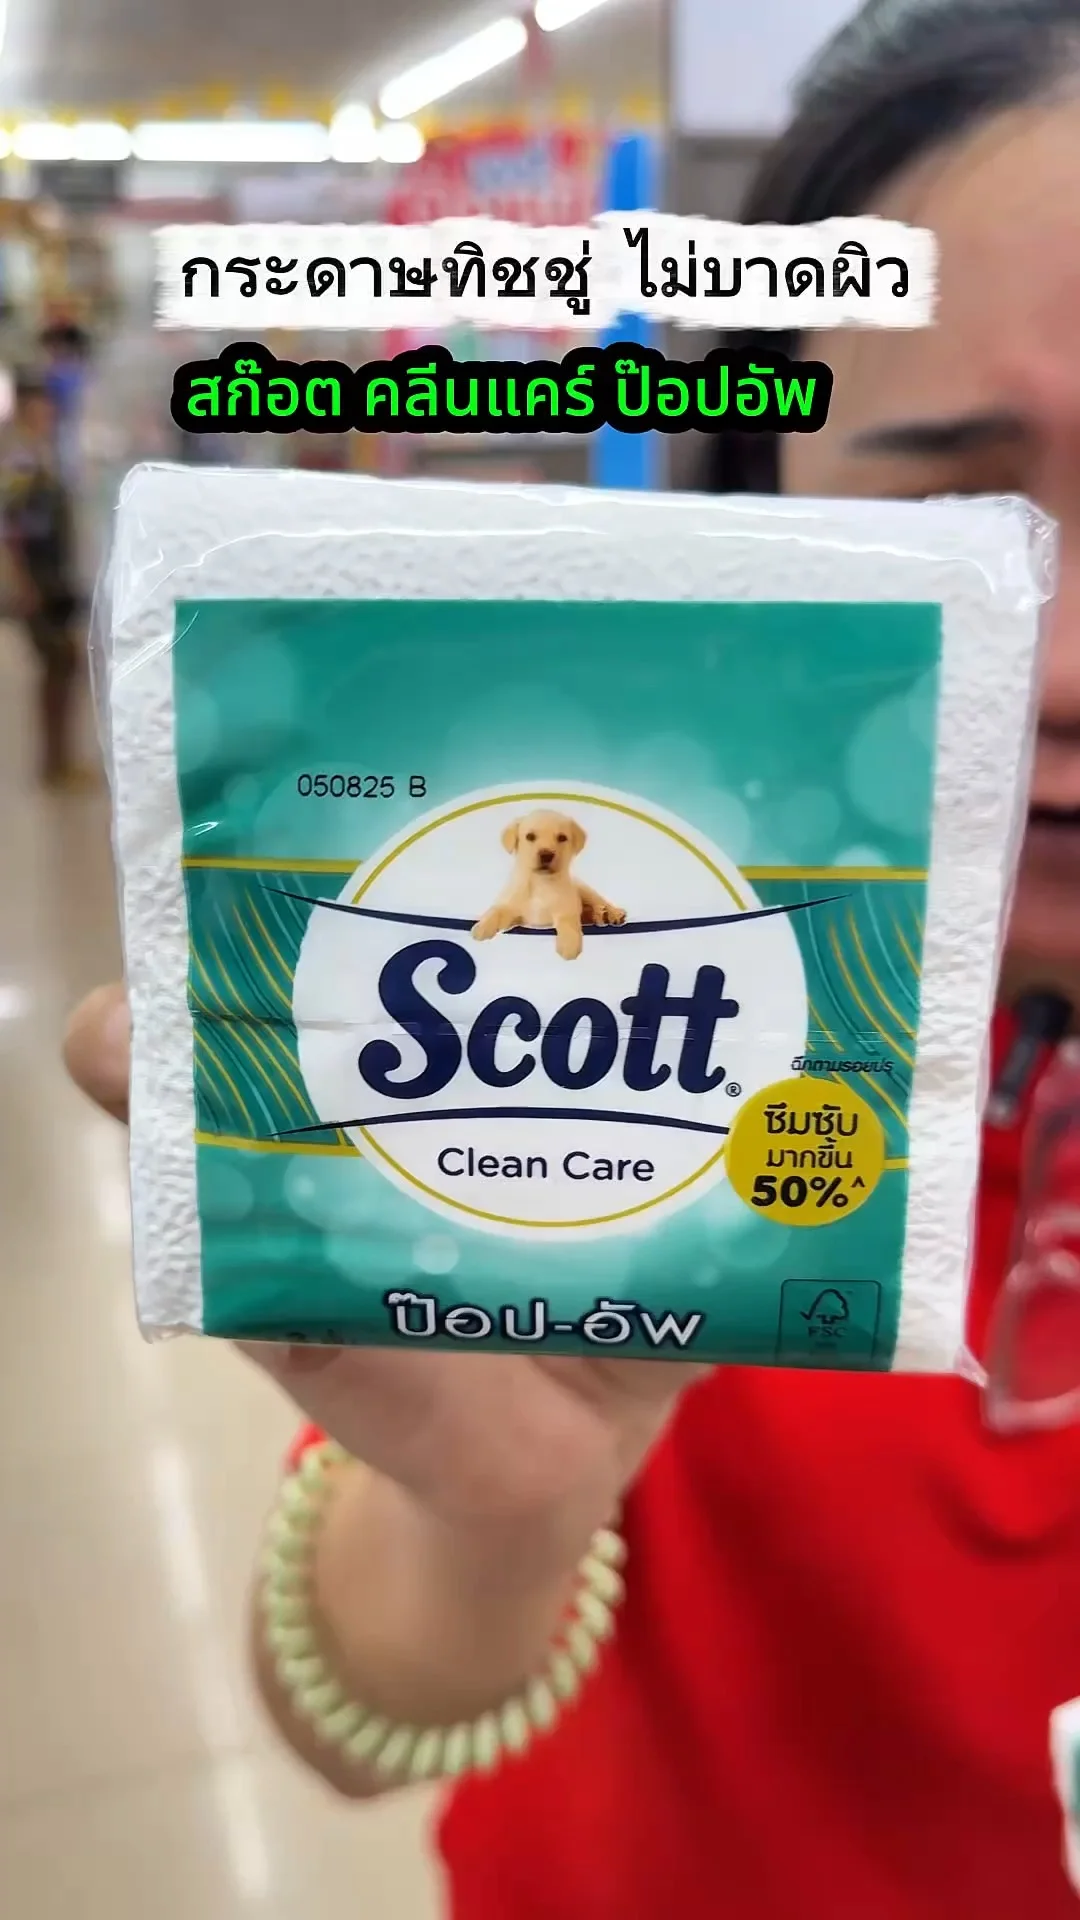 กระดาษทิชชู่ ไม่บาดผิว
สก๊อต คลีนแคร์ ป๊อปอัพ
050825 B
Scott®
ฉีกตามรอยปรุ
ซึมซับ
มากขึ้น
50%^
Clean Care
ป๊อป-อัพ
FSC